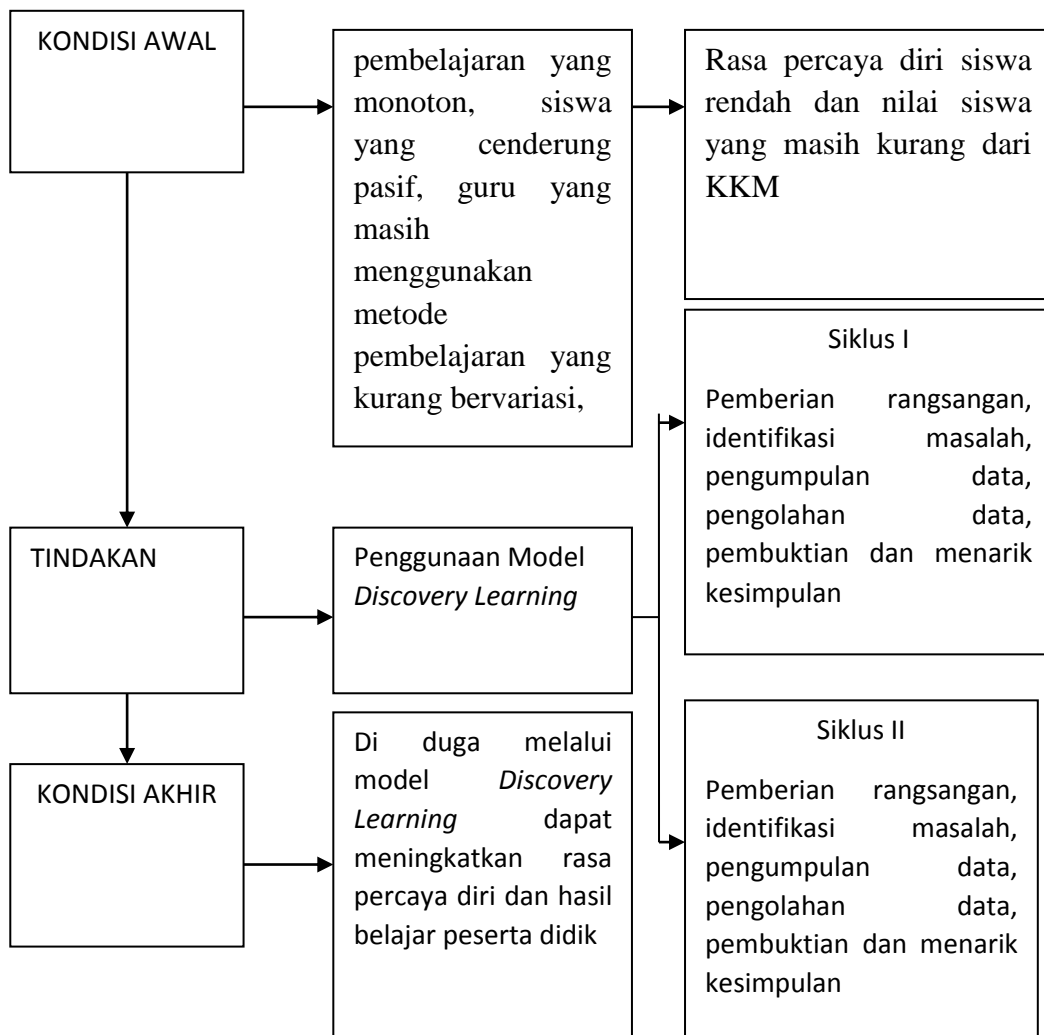 KONDISI AWAL
pembelajaran yang
monoton, siswa
yang cenderung
pasif, guru yang
masih
menggunakan
metode
pembelajaran yang
kurang bervariasi,
Rasa percaya diri siswa
rendah dan nilai siswa
yang masih kurang dari
KKM
TINDAKAN
Penggunaan Model
Discovery Learning
Siklus I
Pemberian rangsangan,
identifikasi masalah,
pengumpulan data,
pengolahan data,
pembuktian dan menarik
kesimpulan
Siklus II
Pemberian rangsangan,
identifikasi masalah,
pengumpulan data,
pengolahan data,
pembuktian dan menarik
kesimpulan
KONDISI AKHIR
Di duga melalui
model Discovery
Learning dapat
meningkatkan rasa
percaya diri dan hasil
belajar peserta didik